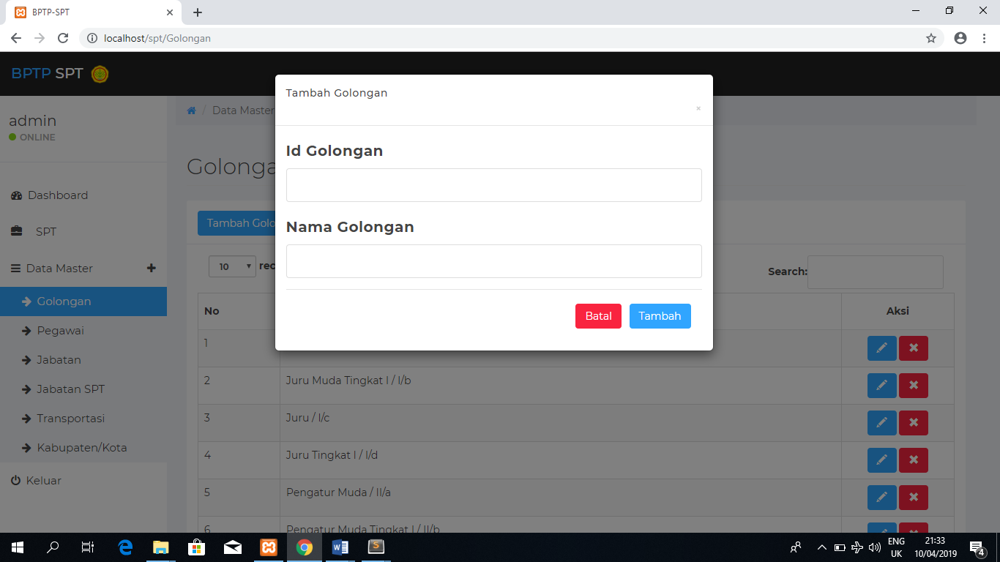 BPTP-SPT
localhost/spt/Golongan
BPTP SPT
admin
ONLINE
Dashboard
SPT
Data Master
Golongan
Pegawai
Jabatan
Jabatan SPT
Transportasi
Kabupaten/Kota
Keluar
/ Data Master
Golonga
Tambah Golo
10 rec
Search:
No
Aksi
1
2 Juru Muda Tingkat I / I/b
3 Juru / I/c
4 Juru Tingkat I / I/d
5 Pengatur Muda / II/a
6 Pengatur Muda Tingkat I / II/b
Tambah Golongan
×
Id Golongan
Nama Golongan
Batal Tambah
ENG
UK
21:33
10/04/2019
4